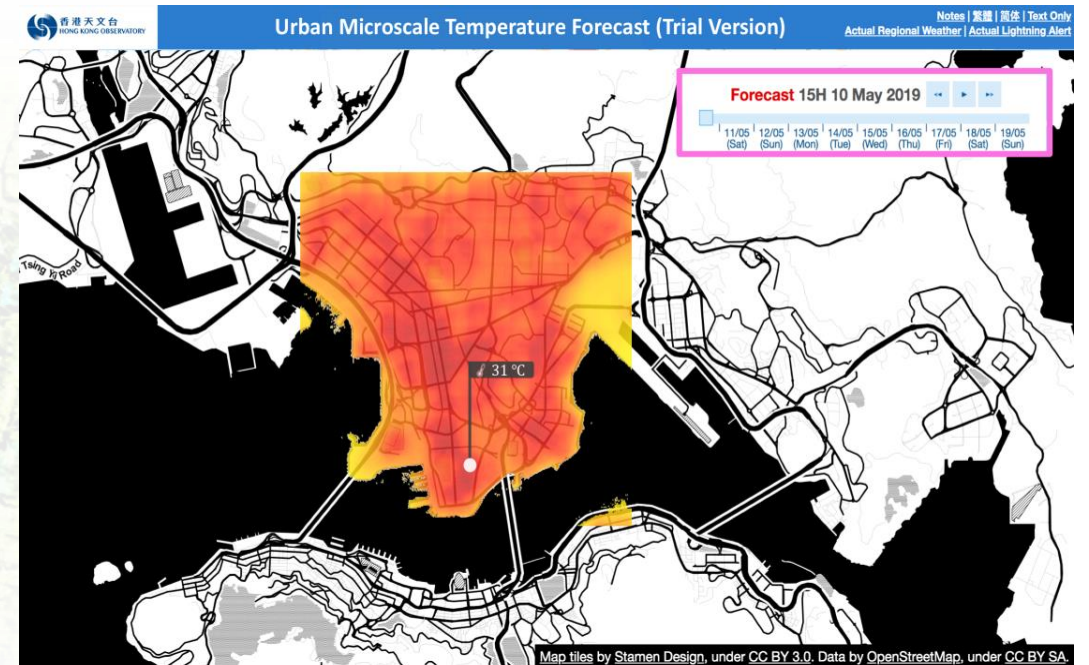 香港天文台
HONG KONG OBSERVATORY
Urban Microscale Temperature Forecast (Trial Version)
Notes | 繁體 | 简体 | Text Only
Actual Regional Weather | Actual Lightning Alert
Forecast 15H 10 May 2019
11/05 12/05 13/05 14/05 15/05 16/05 17/05 18/05 19/05
(Sat) (Sun) (Mon) (Tue) (Wed) (Thu) (Fri) (Sat) (Sun)
Tsing Yi Road
31 °C
Map tiles by Stamen Design, under CC BY 3.0. Data by OpenStreetMap, under CC BY SA.